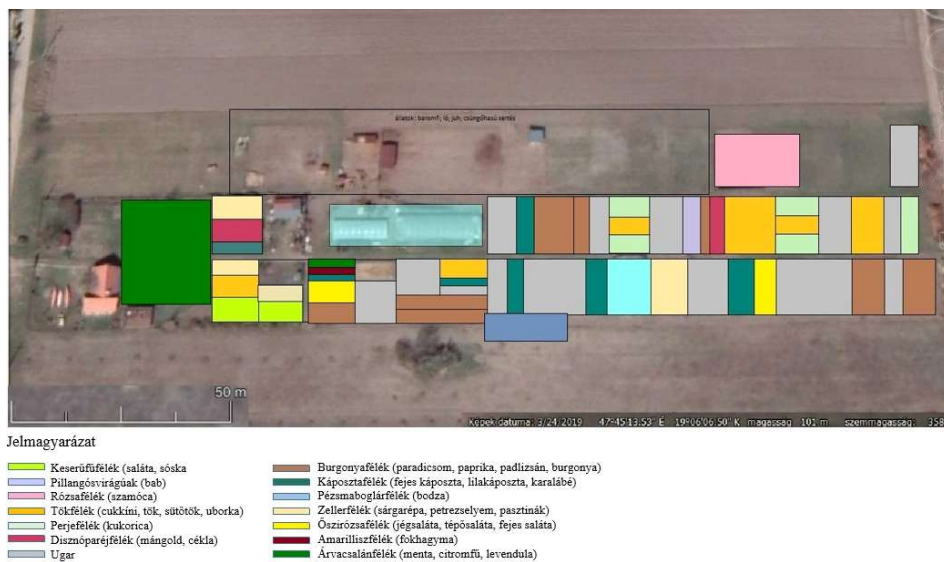 állatok: baromfi; ló; juh; csüngőhasú sertés
50 m
Képek dátuma: 3/24/2019 47°45'13.53" É 19°06'06.50" K magasság 101 m szemmagasság: 358
Jelmagyarázat
Keserűfűfélék (saláta, sóska
Pillangósvirágúak (bab)
Rózsafélék (szamóca)
Tökfélék (cukkíni, tök, sütőtök, uborka)
Perjefélék (kukorica)
Disznóparéjfélék (mángold, cékla)
Ugar
Burgonyafélék (paradicsom, paprika, padlizsán, burgonya)
Káposztafélék (fejes káposzta, lilakáposzta, karalábé)
Pézsmaboglárfélék (bodza)
Zellerfélék (sárgarépa, petrezselyem, pasztinák)
Őszirózsafélék (jégsaláta, tépősaláta, fejes saláta)
Amarilliszfélék (fokhagyma)
Árvacsalánfélék (menta, citromfű, levendula)